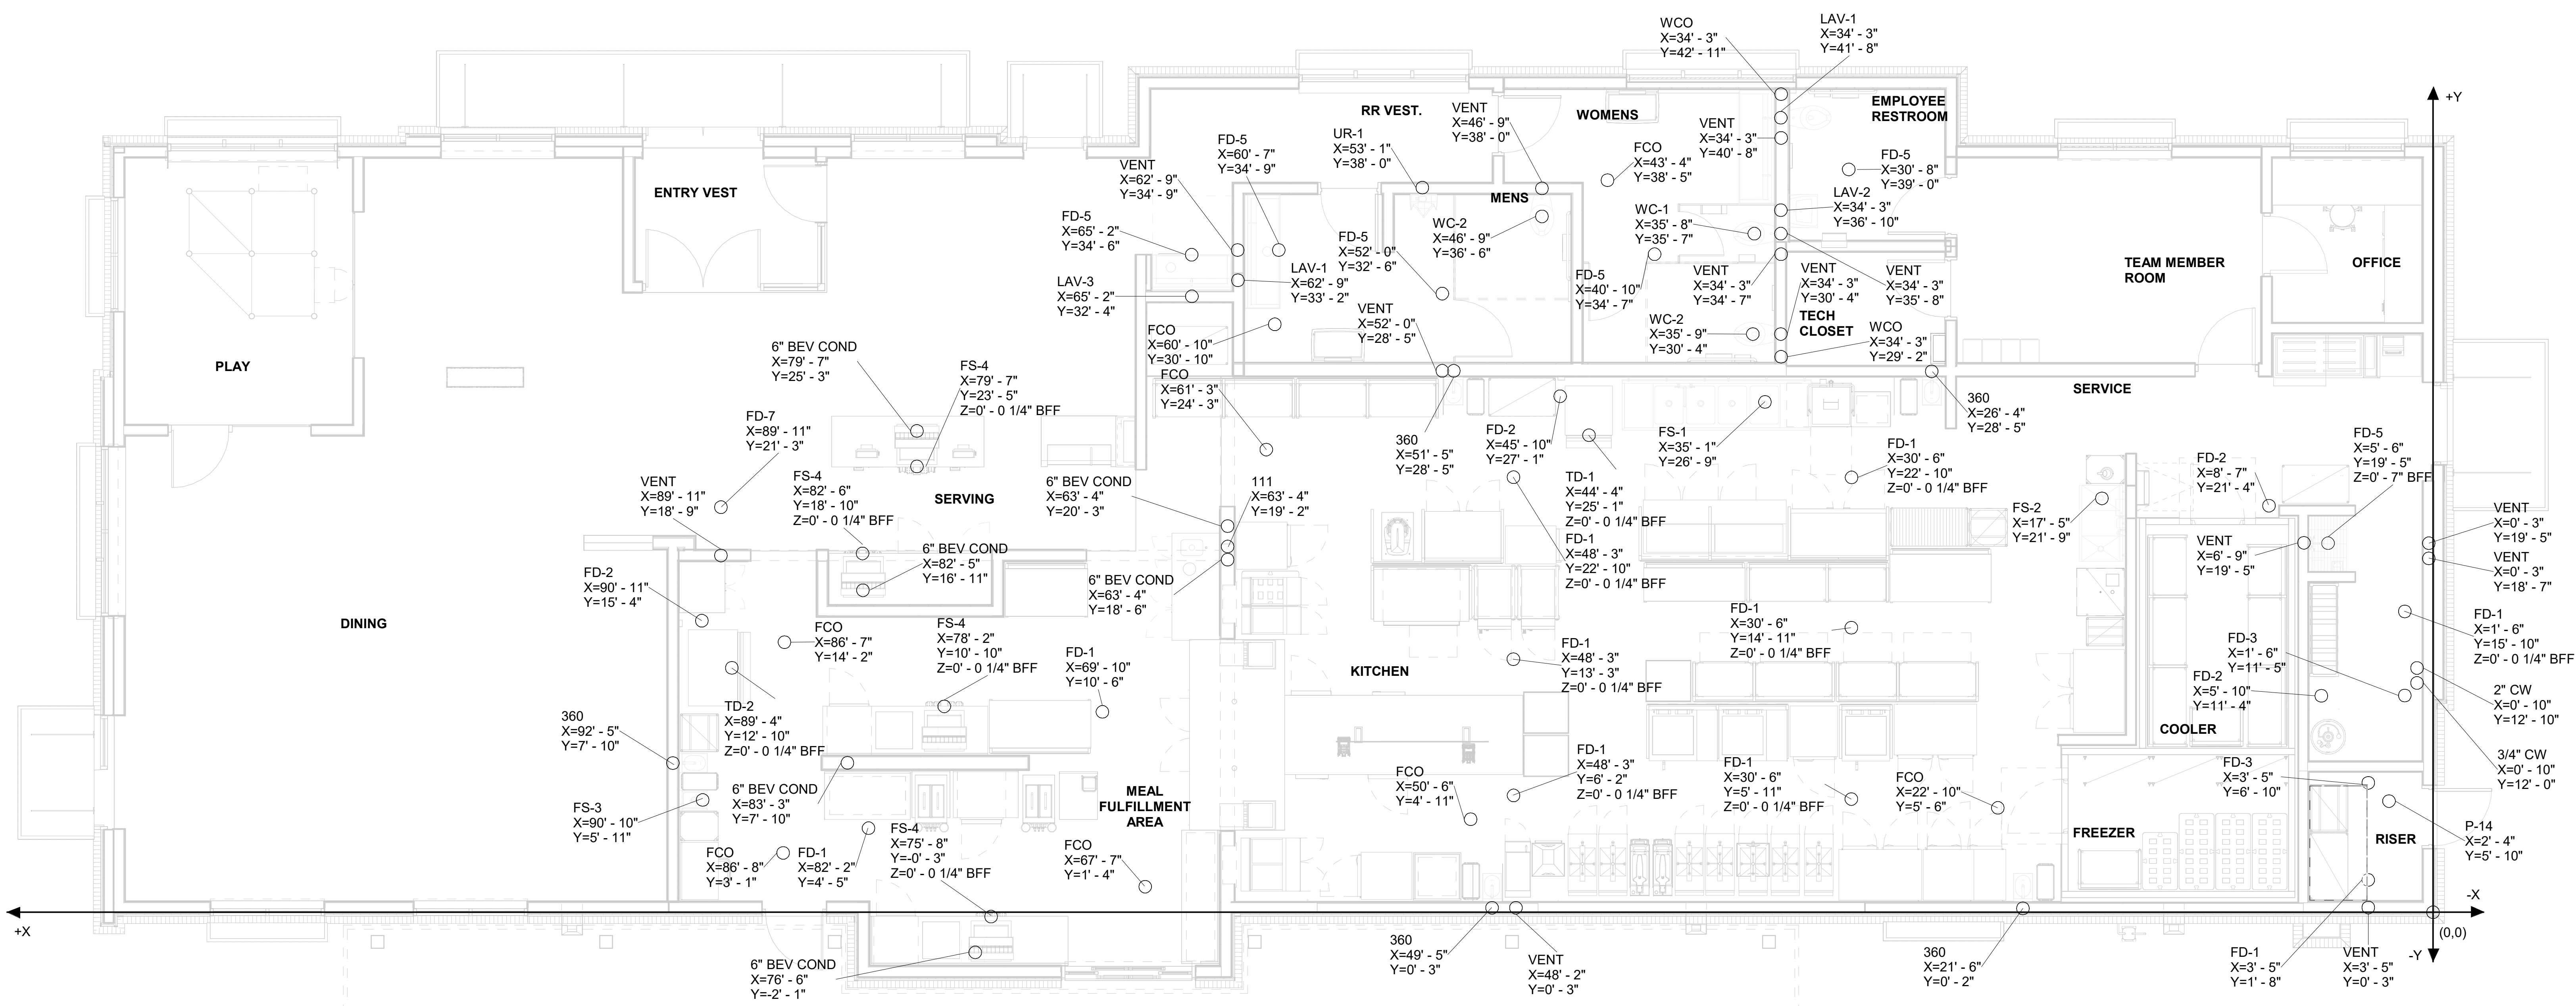 WCO
X=34' - 3"
Y=42' - 11"
LAV-1
X=34' - 3"
Y=41' - 8"
+Y
RR VEST.
VENT
X=46' - 9"
Y=38' - 0"
WOMENS
EMPLOYEE
RESTROOM
UR-1
X=53' - 1"
Y=38' - 0"
FD-5
X=60' - 7"
Y=34' - 9"
VENT
X=62' - 9"
Y=34' - 9"
VENT
X=34' - 3"
Y=40' - 8"
FCO
X=43' - 4"
Y=38' - 5"
FD-5
X=30' - 8"
Y=39' - 0"
ENTRY VEST
MENS
LAV-2
X=34' - 3"
Y=36' - 10"
FD-5
X=65' - 2"
Y=34' - 6"
FD-5
X=52' - 0"
Y=32' - 6"
WC-2
X=46' - 9"
Y=36' - 6"
WC-1
X=35' - 8"
Y=35' - 7"
LAV-3
X=65' - 2"
Y=32' - 4"
LAV-1
X=62' - 9"
Y=33' - 2"
FD-5
X=40' - 10"
Y=34' - 7"
VENT
X=34' - 3"
Y=34' - 7"
VENT
X=34' - 3"
Y=30' - 4"
VENT
X=34' - 3"
Y=35' - 8"
TEAM MEMBER
ROOM
OFFICE
FCO
X=60' - 10"
Y=30' - 10"
VENT
X=52' - 0"
Y=28' - 5"
WC-2
X=35' - 9"
Y=30' - 4"
TECH
CLOSET
WCO
X=34' - 3"
Y=29' - 2"
PLAY
6" BEV COND
X=79' - 7"
Y=25' - 3"
FS-4
X=79' - 7"
Y=23' - 5"
Z=0' - 0 1/4" BFF
FCO
X=61' - 3"
Y=24' - 3"
SERVICE
360
X=26' - 4"
Y=28' - 5"
FD-7
X=89' - 11"
Y=21' - 3"
360
X=51' - 5"
Y=28' - 5"
FD-2
X=45' - 10"
Y=27' - 1"
FS-1
X=35' - 1"
Y=26' - 9"
FD-1
X=30' - 6"
Y=22' - 10"
Z=0' - 0 1/4" BFF
FD-5
X=5' - 6"
Y=19' - 5"
Z=0' - 7" BFF
FD-2
X=8' - 7"
Y=21' - 4"
VENT
X=89' - 11"
Y=18' - 9"
FS-4
X=82' - 6"
Y=18' - 10"
Z=0' - 0 1/4" BFF
SERVING
6" BEV COND
X=63' - 4"
Y=20' - 3"
111
X=63' - 4"
Y=19' - 2"
TD-1
X=44' - 4"
Y=25' - 1"
Z=0' - 0 1/4" BFF
FS-2
X=17' - 5"
Y=21' - 9"
VENT
X=0' - 3"
Y=19' - 5"
FD-1
X=48' - 3"
Y=22' - 10"
Z=0' - 0 1/4" BFF
VENT
X=6' - 9"
Y=19' - 5"
VENT
X=0' - 3"
Y=18' - 7"
6" BEV COND
X=82' - 5"
Y=16' - 11"
FD-2
X=90' - 11"
Y=15' - 4"
6" BEV COND
X=63' - 4"
Y=18' - 6"
DINING
FCO
X=86' - 7"
Y=14' - 2"
FS-4
X=78' - 2"
Y=10' - 10"
Z=0' - 0 1/4" BFF
FD-1
X=30' - 6"
Y=14' - 11"
Z=0' - 0 1/4" BFF
FD-1
X=1' - 6"
Y=15' - 10"
Z=0' - 0 1/4" BFF
FD-3
X=1' - 6"
Y=11' - 5"
FD-1
X=69' - 10"
Y=10' - 6"
KITCHEN
FD-1
X=48' - 3"
Y=13' - 3"
Z=0' - 0 1/4" BFF
FD-2
X=5' - 10"
Y=11' - 4"
2" CW
X=0' - 10"
Y=12' - 10"
360
X=92' - 5"
Y=7' - 10"
TD-2
X=89' - 4"
Y=12' - 10"
Z=0' - 0 1/4" BFF
COOLER
3/4" CW
X=0' - 10"
Y=12' - 0"
FCO
X=50' - 6"
Y=4' - 11"
FD-1
X=48' - 3"
Y=6' - 2"
Z=0' - 0 1/4" BFF
FD-1
X=30' - 6"
Y=5' - 11"
Z=0' - 0 1/4" BFF
FCO
X=22' - 10"
Y=5' - 6"
FD-3
X=3' - 5"
Y=6' - 10"
FS-3
X=90' - 10"
Y=5' - 11"
6" BEV COND
X=83' - 3"
Y=7' - 10"
MEAL
FULFILLMENT
AREA
FREEZER
RISER
P-14
X=2' - 4"
Y=5' - 10"
FCO
X=86' - 8"
Y=3' - 1"
FD-1
X=82' - 2"
Y=4' - 5"
FS-4
X=75' - 8"
Y=-0' - 3"
Z=0' - 0 1/4" BFF
FCO
X=67' - 7"
Y=1' - 4"
-X
+X
(0,0)
-Y
6" BEV COND
X=76' - 6"
Y=-2' - 1"
360
X=49' - 5"
Y=0' - 3"
VENT
X=48' - 2"
Y=0' - 3"
360
X=21' - 6"
Y=0' - 2"
FD-1
X=3' - 5"
Y=1' - 8"
VENT
X=3' - 5"
Y=0' - 3"